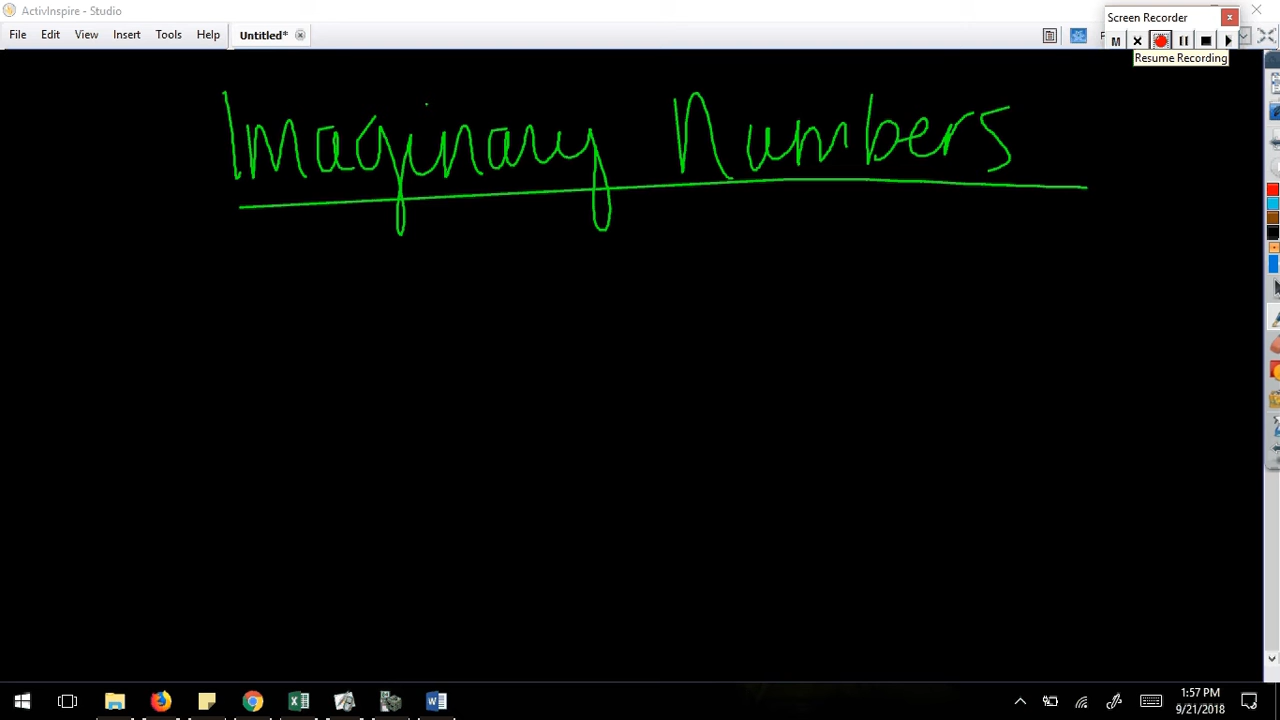 ActivInspire - Studio
Screen Recorder
File Edit View Insert Tools Help Untitled*
M
Resume Recording
Imaginary Numbers
1:57 PM
9/21/2018